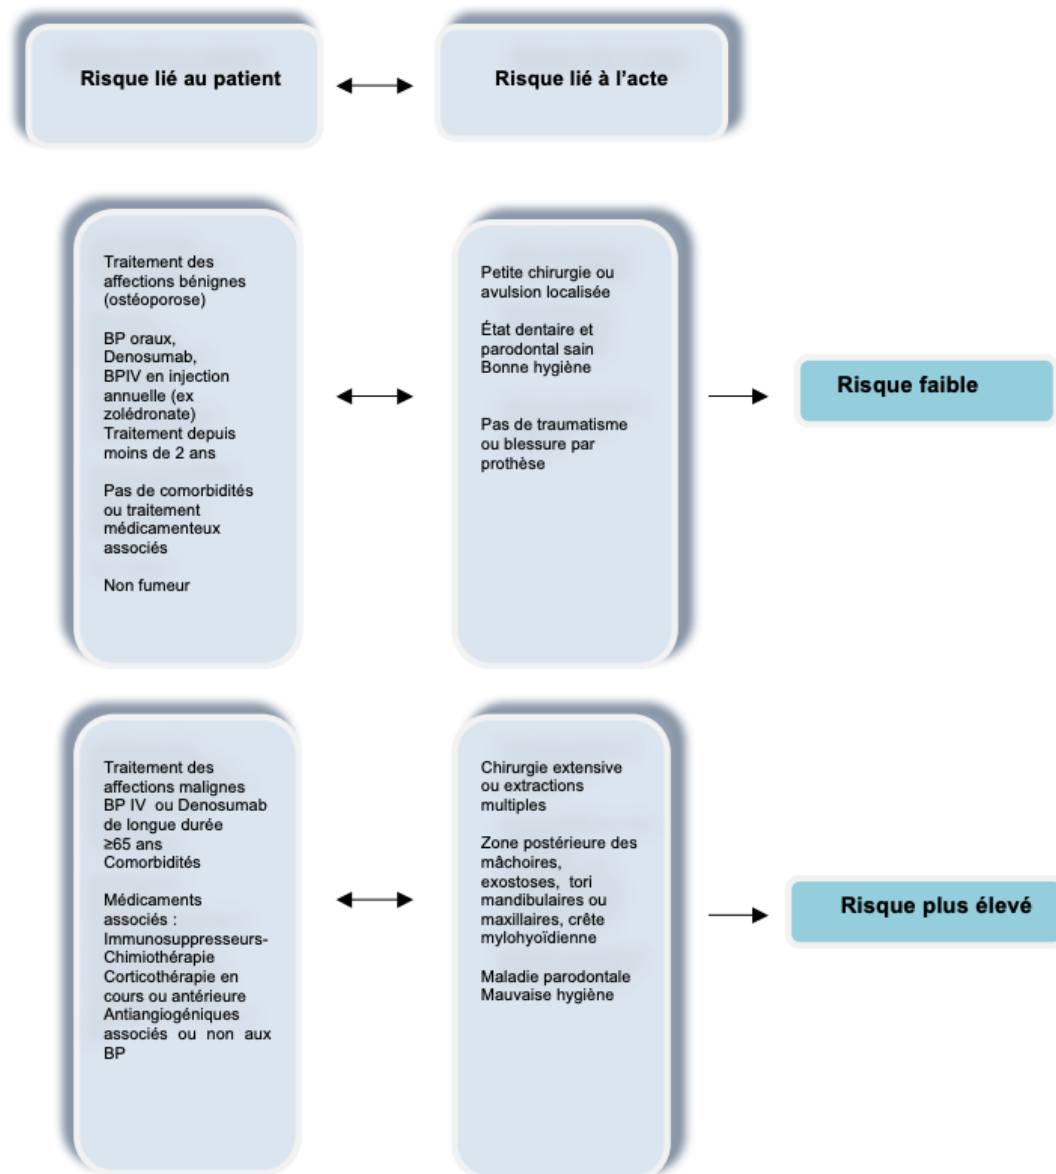 Risque lié au patient
Risque lié à l'acte
Traitement des
affections bénignes
(ostéoporose)
BP oraux,
Denosumab,
BPIV en injection
annuelle (ex
zolédronate)
Traitement depuis
moins de 2 ans
Pas de comorbidités
ou traitement
médicamenteux
associés
Non fumeur
Petite chirurgie ou
avulsion localisée
État dentaire et
parodontal sain
Bonne hygiène
Pas de traumatisme
ou blessure par
prothèse
Risque faible
Traitement des
affections malignes
BP IV ou Denosumab
de longue durée
≥65 ans
Comorbidités
Médicaments
associés :
Immunosuppresseurs-
Chimiothérapie
Corticothérapie en
cours ou antérieure
Antiangiogéniques
associés ou non aux
BP
Chirurgie extensive
ou extractions
multiples
Zone postérieure des
mâchoires,
exostoses, tori
mandibulaires ou
maxillaires, crête
mylohyoïdienne
Maladie parodontale
Mauvaise hygiène
Risque plus élevé